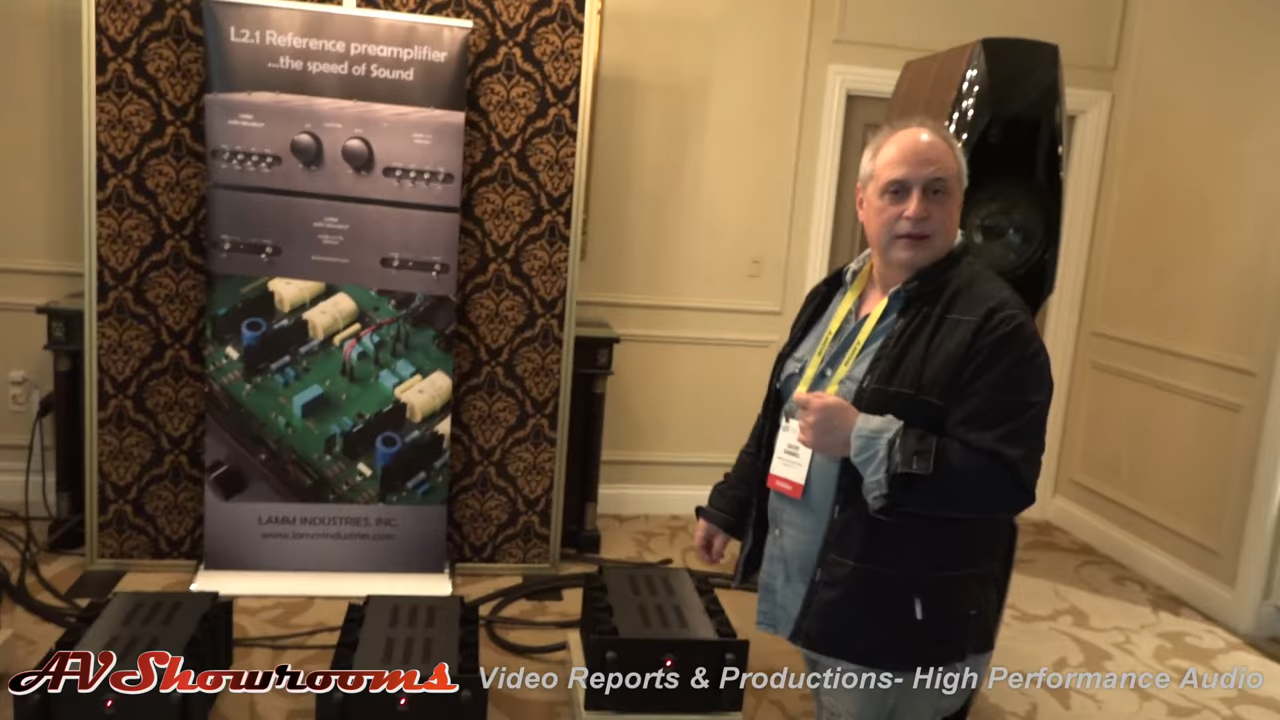 L2.1 Reference preamplifier
...the speed of Sound
LAMM INDUSTRIES, INC.
www.lammindustries.com
AVShowrooms
Video Reports & Productions- High Performance Audio